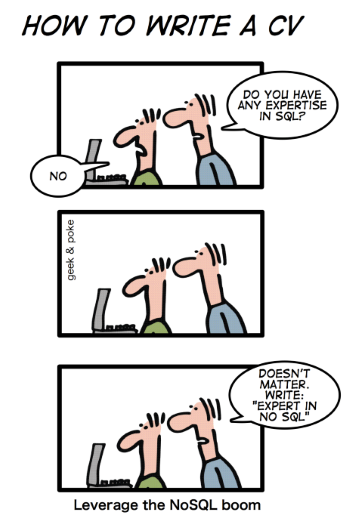 HOW TO WRITE A CV
DO YOU HAVE
ANY EXPERTISE
IN SQL?
NO
geek & poke
DOESN'T
MATTER.
WRITE:
"EXPERT IN
NO SQL"
Leverage the NoSQL boom